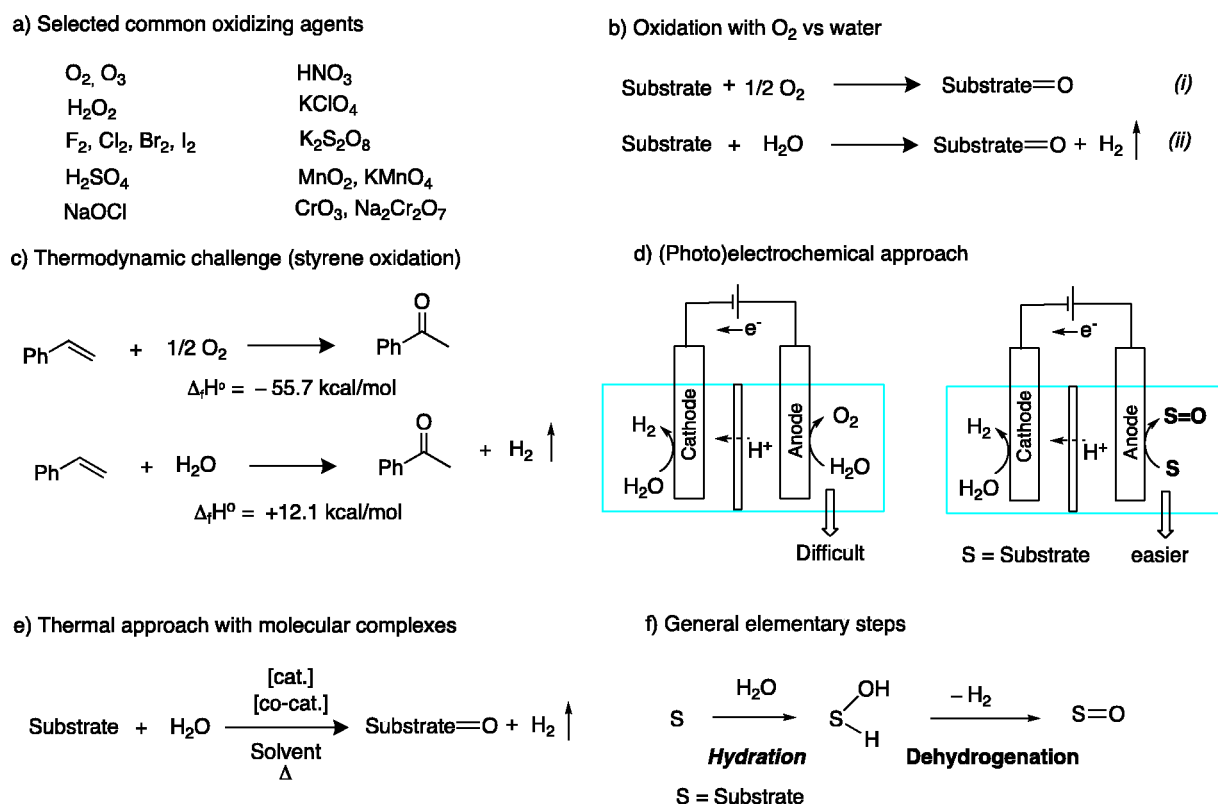 a) Selected common oxidizing agents
O₂, O₃
HNO₃
H₂O₂
KClO₄
F₂, Cl₂, Br₂, I₂
K₂S₂O₈
H₂SO₄
MnO₂, KMnO₄
NaOCl
CrO₃, Na₂Cr₂O₇
b) Oxidation with O₂ vs water
Substrate + 1/2 O₂ → Substrate=O (i)
Substrate + H₂O → Substrate=O + H₂ ↑ (ii)
c) Thermodynamic challenge (styrene oxidation)
Ph + 1/2 O₂ → Ph O
ΔfHº = – 55.7 kcal/mol
Ph + H₂O → Ph O + H₂ ↑
ΔfHº = +12.1 kcal/mol
d) (Photo)electrochemical approach
e⁻
Cathode
Anode
H₂
H₂O
H⁺
O₂
H₂O
Difficult
e⁻
Cathode
Anode
H₂
H₂O
H⁺
S=O
S
S = Substrate
easier
e) Thermal approach with molecular complexes
[cat.]
[co-cat.]
Substrate + H₂O → Substrate=O + H₂ ↑
Solvent
Δ
f) General elementary steps
H₂O
– H₂
S → S OH H → S=O
Hydration
Dehydrogenation
S = Substrate